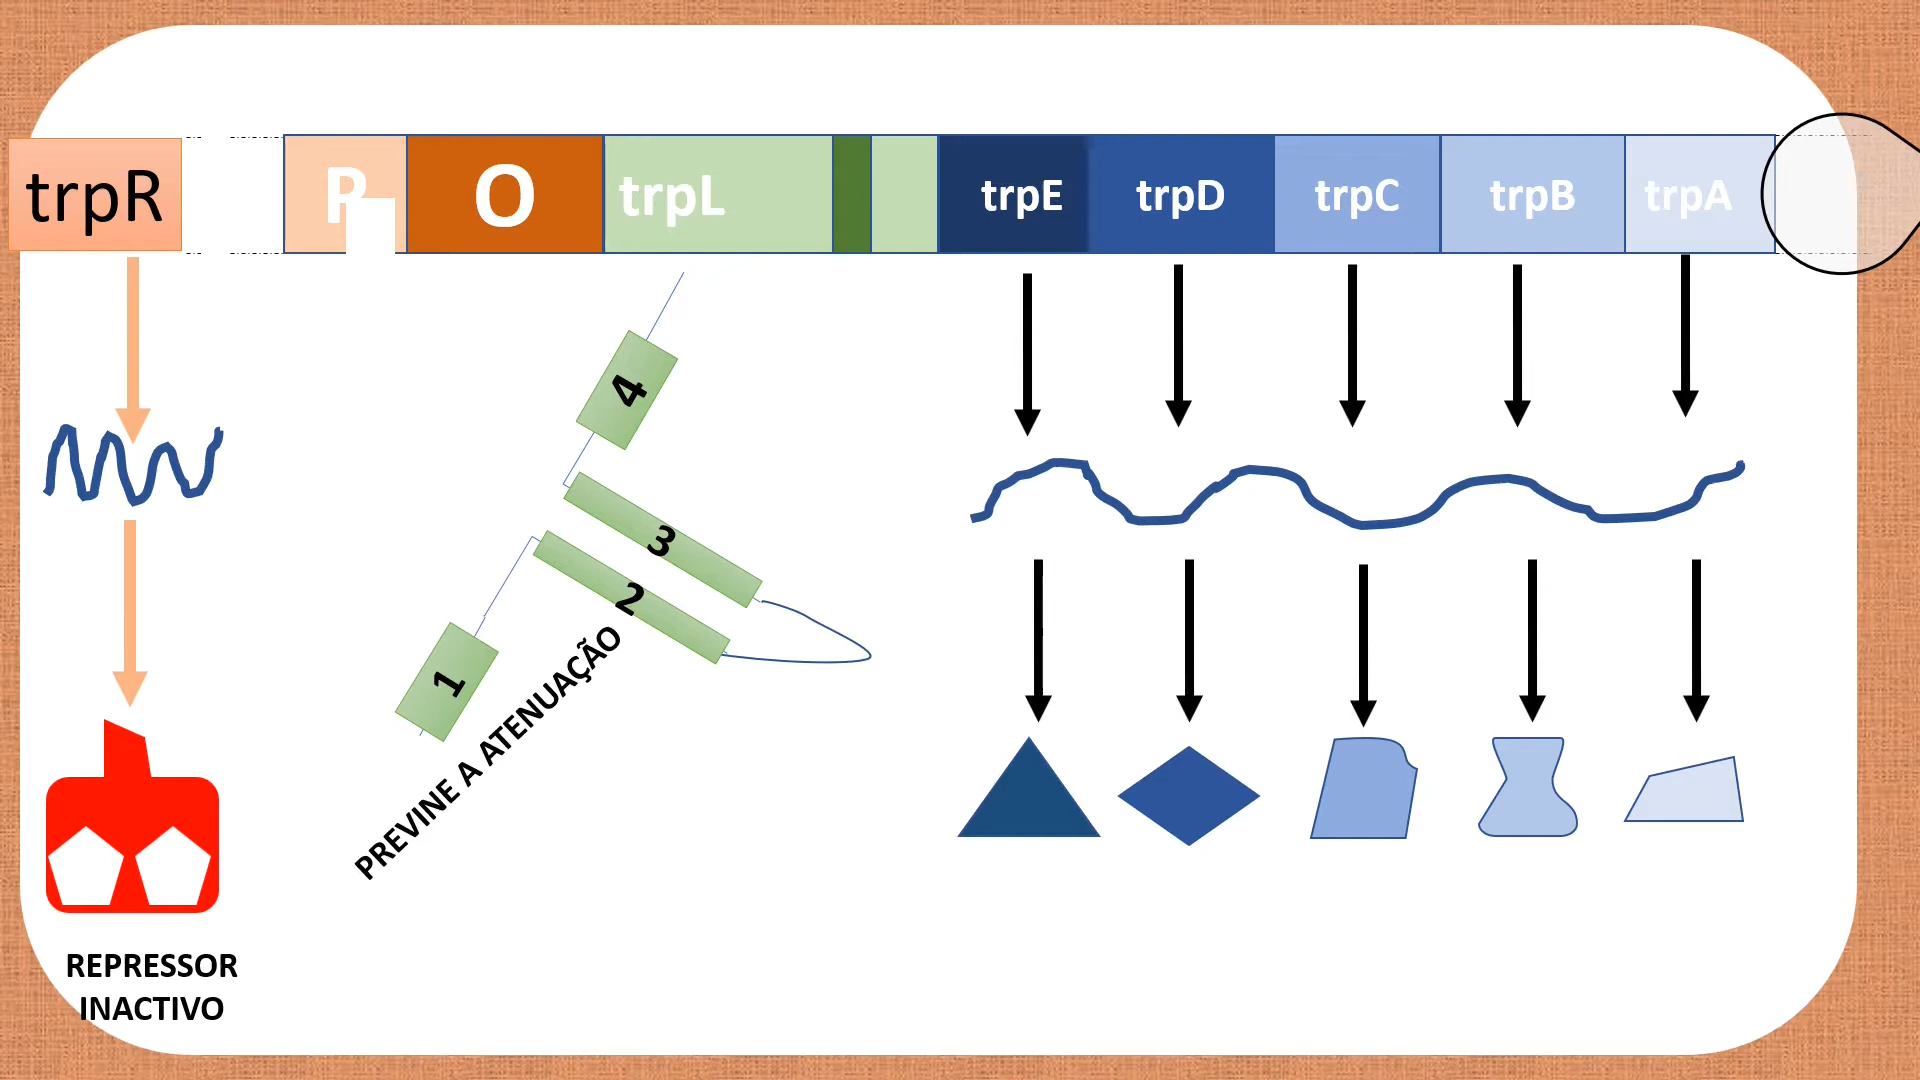 trpR
P
O
trpL
trpE
trpD
trpC
trpB
trpA
4
3
2
1
PREVINE A ATENUAÇÃO
REPRESSOR
INACTIVO